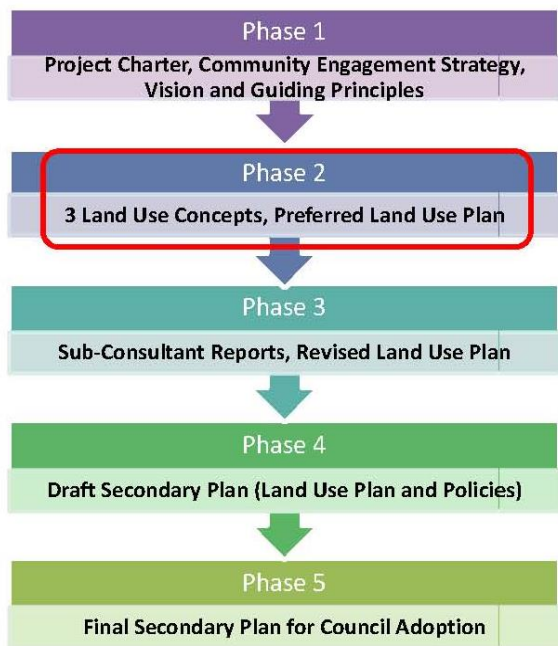 Phase 1
Project Charter, Community Engagement Strategy,
Vision and Guiding Principles
Phase 2
3 Land Use Concepts, Preferred Land Use Plan
Phase 3
Sub-Consultant Reports, Revised Land Use Plan
Phase 4
Draft Secondary Plan (Land Use Plan and Policies)
Phase 5
Final Secondary Plan for Council Adoption